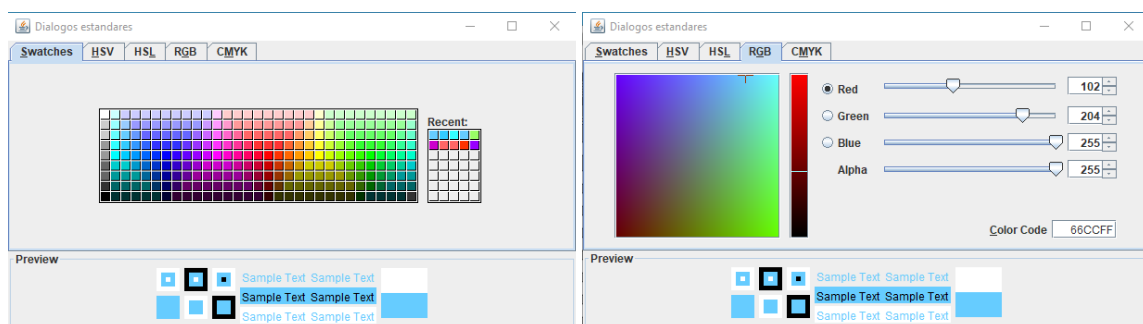 Dialogos estandares
Swatches HSV HSL RGB CMYK
Recent:
Preview
Sample Text Sample Text
Sample Text Sample Text
Sample Text Sample Text
Dialogos estandares
Swatches HSV HSL RGB CMYK
Red 102
Green 204
Blue 255
Alpha 255
Color Code 66CCFF
Preview
Sample Text Sample Text
Sample Text Sample Text
Sample Text Sample Text